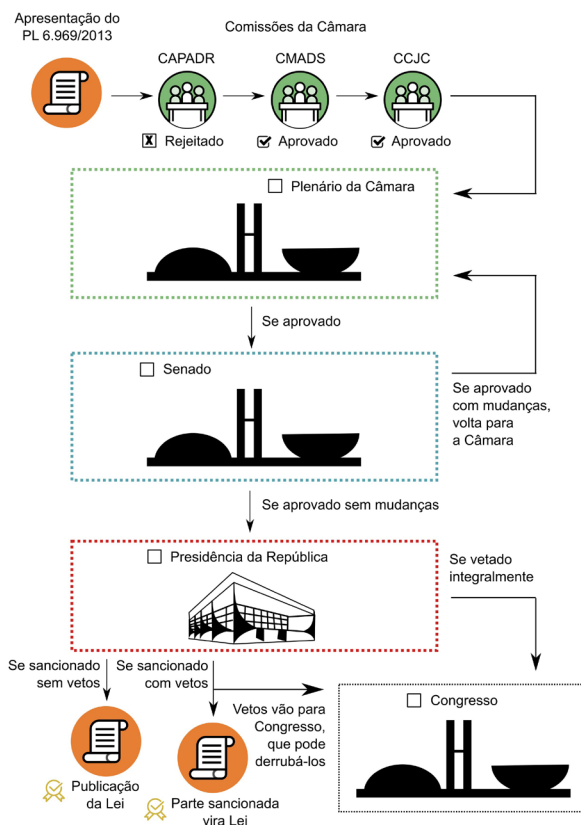 Apresentação do
PL 6.969/2013
Comissões da Câmara
CAPADR
CMADS
CCJC
Rejeitado
Aprovado
Aprovado
Plenário da Câmara
Se aprovado
Senado
Se aprovado
com mudanças,
volta para
a Câmara
Se aprovado sem mudanças
Presidência da República
Se vetado
integralmente
Se sancionado
sem vetos
Se sancionado
com vetos
Vetos vão para
Congresso,
que pode
derrubá-los
Congresso
Publicação
da Lei
Parte sancionada
vira Lei